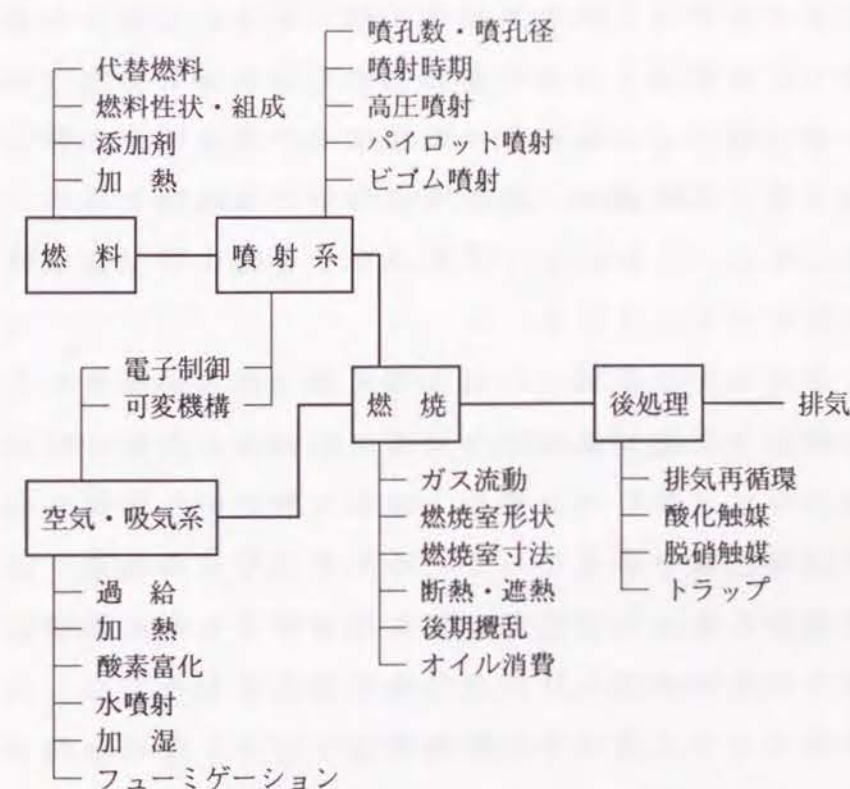 噴孔数・噴孔径
噴射時期
高圧噴射
パイロット噴射
ビゴム噴射
代替燃料
燃料性状・組成
添加剤
加 熱
燃 料
噴 射 系
電子制御
可変機構
燃 焼
後処理
排気
空気・吸気系
ガス流動
燃焼室形状
燃焼室寸法
断熱・遮熱
後期攪乱
オイル消費
排気再循環
酸化触媒
脱硝触媒
トラップ
過 給
加 熱
酸素富化
水噴射
加 湿
フューミゲーション